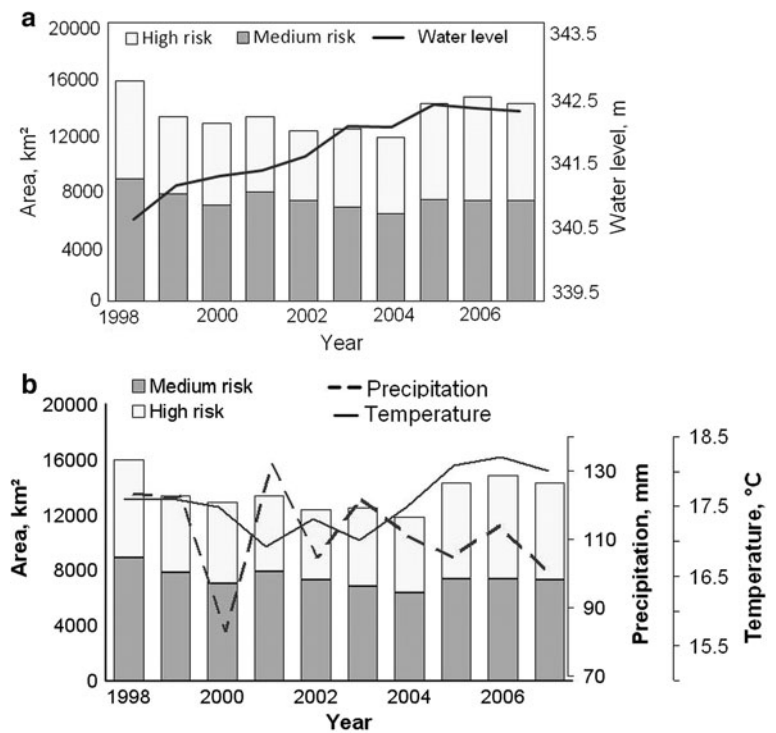 a
20000
16000
12000
8000
4000
0
Area, km²
High risk Medium risk Water level
343.5
342.5
341.5
340.5
339.5
Water level, m
1998 2000 2002 2004 2006
Year
b
Medium risk Precipitation
High risk Temperature
20000
16000
12000
8000
4000
0
Area, km²
130
110
90
70
Precipitation, mm
18.5
17.5
16.5
15.5
Temperature, °C
1998 2000 2002 2004 2006
Year